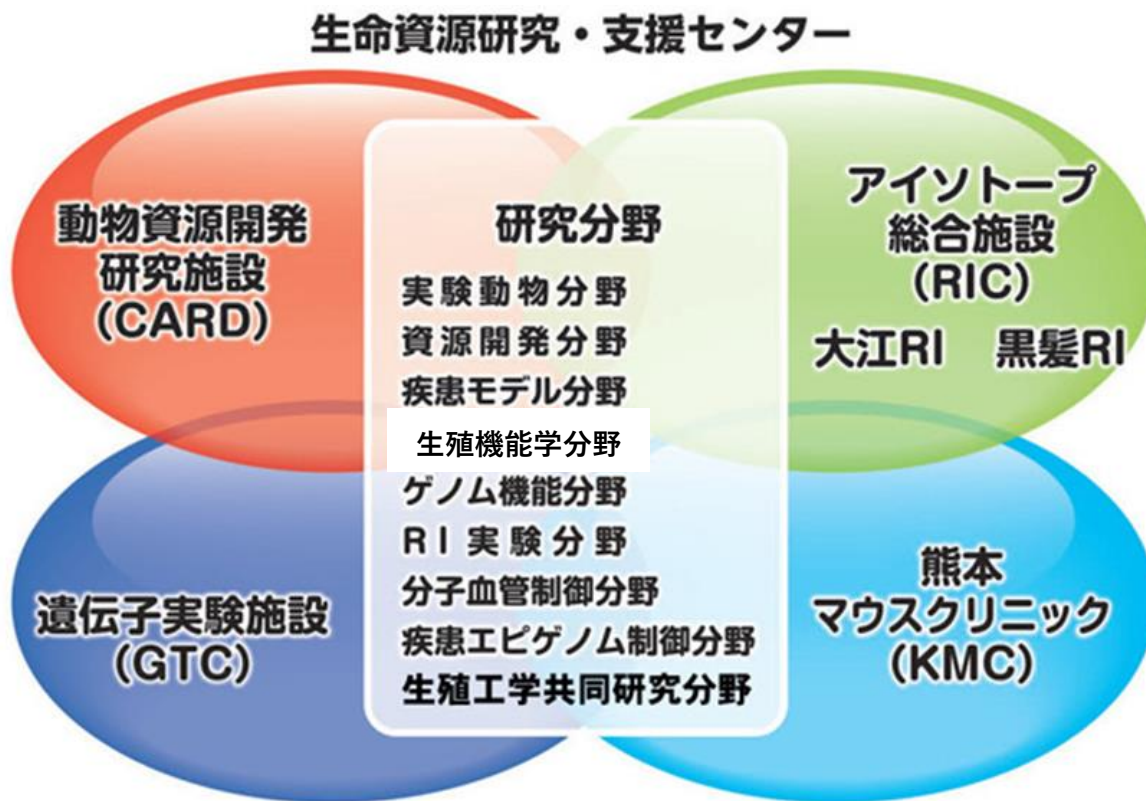 生命資源研究・支援センター
動物資源開発
研究施設
(CARD)
アイソトープ
総合施設
(RIC)
大江RI 黒髪RI
研究分野
実験動物分野
資源開発分野
疾患モデル分野
生殖機能学分野
ゲノム機能分野
RI実験分野
分子血管制御分野
疾患エピゲノム制御分野
生殖工学共同研究分野
遺伝子実験施設
(GTC)
熊本
マウスクリニック
(KMC)